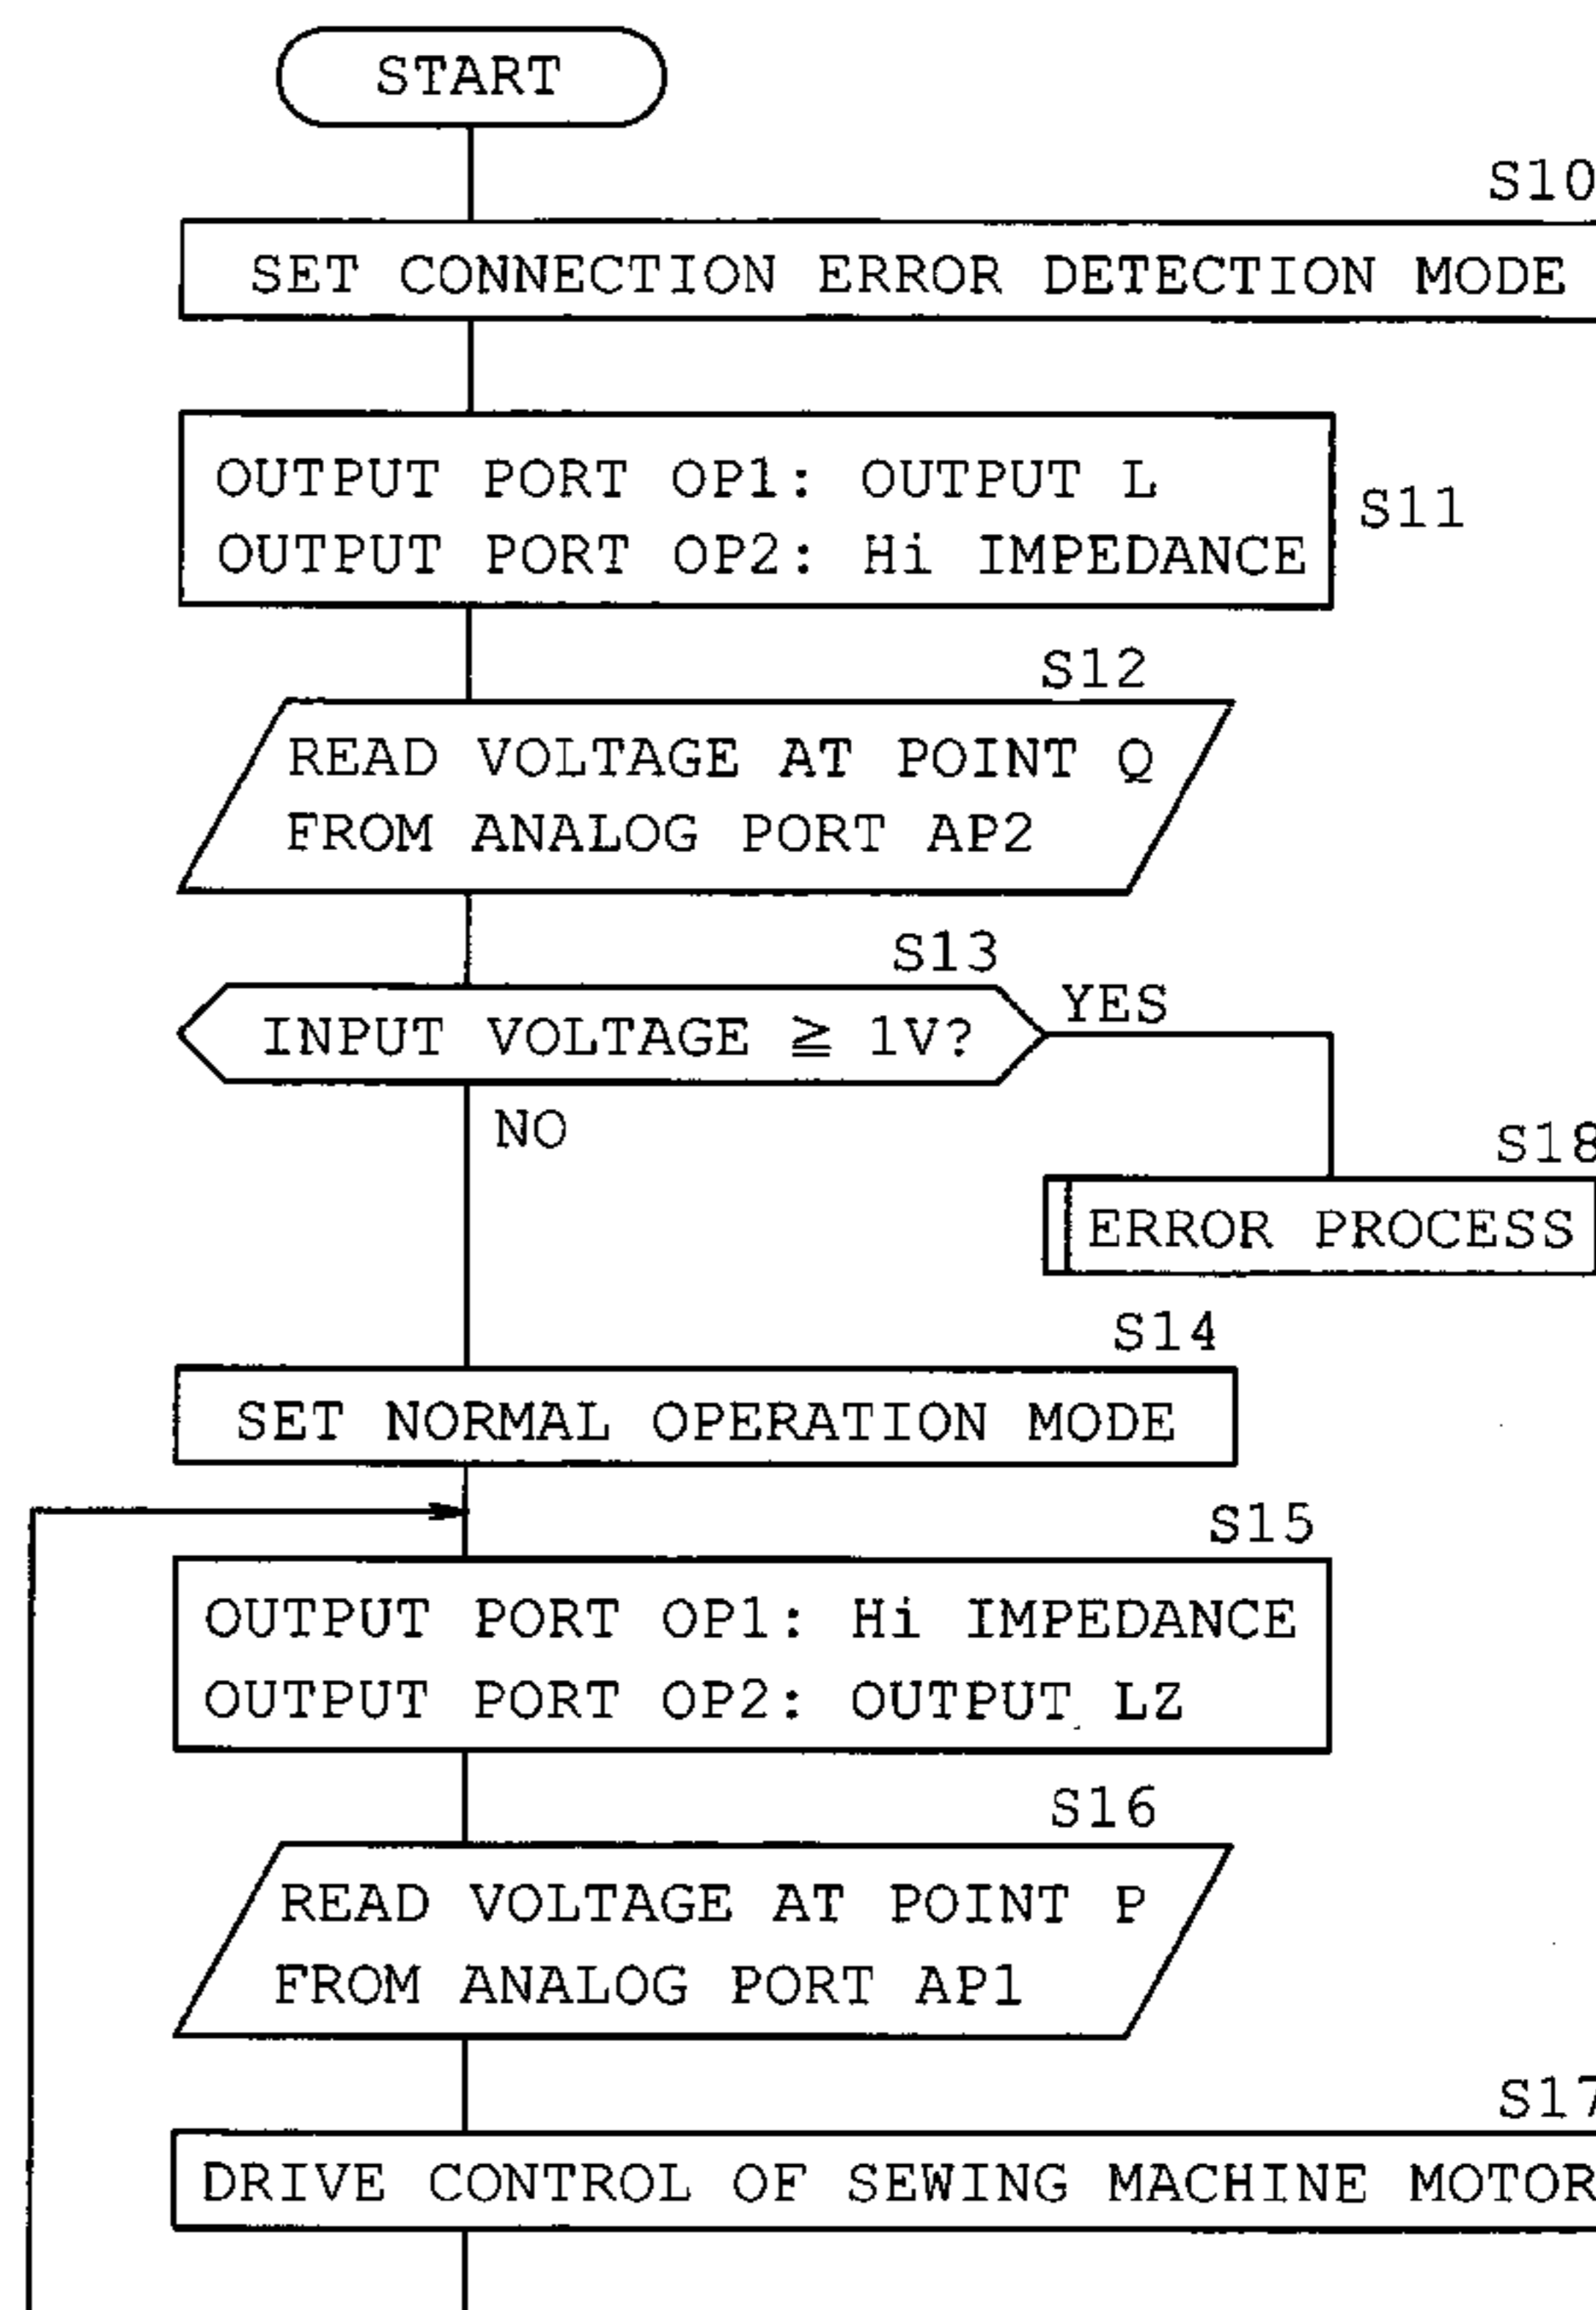 START
S10
SET CONNECTION ERROR DETECTION MODE
OUTPUT PORT OP1: OUTPUT L
OUTPUT PORT OP2: Hi IMPEDANCE
S11
S12
READ VOLTAGE AT POINT Q
FROM ANALOG PORT AP2
S13
INPUT VOLTAGE ≧ 1V?
YES
NO
S18
ERROR PROCESS
S14
SET NORMAL OPERATION MODE
S15
OUTPUT PORT OP1: Hi IMPEDANCE
OUTPUT PORT OP2: OUTPUT LZ
S16
READ VOLTAGE AT POINT P
FROM ANALOG PORT AP1
S17
DRIVE CONTROL OF SEWING MACHINE MOTOR